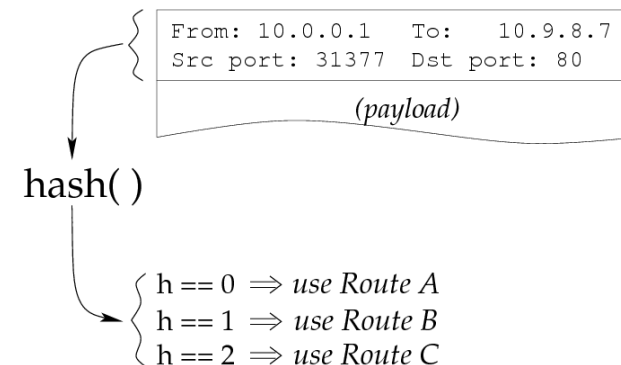 From: 10.0.0.1 To: 10.9.8.7
Src port: 31377 Dst port: 80
(payload)
hash( )
h == 0 ⟹ use Route A
h == 1 ⟹ use Route B
h == 2 ⟹ use Route C